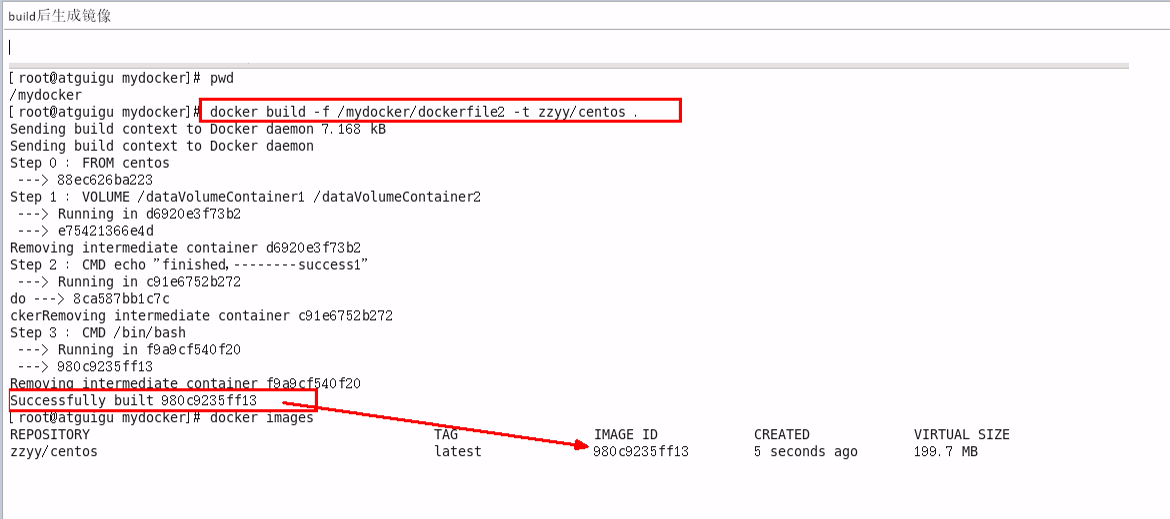 build后生成镜像
[root@atguigu mydocker]# pwd
/mydocker
[root@atguigu mydocker]# docker build -f /mydocker/dockerfile2 -t zzyy/centos .
Sending build context to Docker daemon 7.168 kB
Sending build context to Docker daemon
Step 0 : FROM centos
---> 88ec626ba223
Step 1 : VOLUME /dataVolumeContainer1 /dataVolumeContainer2
---> Running in d6920e3f73b2
---> e75421366e4d
Removing intermediate container d6920e3f73b2
Step 2 : CMD echo "finished,--------success1"
---> Running in c91e6752b272
do ---> 8ca587bb1c7c
ckerRemoving intermediate container c91e6752b272
Step 3 : CMD /bin/bash
---> Running in f9a9cf540f20
---> 980c9235ff13
Removing intermediate container f9a9cf540f20
Successfully built 980c9235ff13
[root@atguigu mydocker]# docker images
REPOSITORY TAG IMAGE ID CREATED VIRTUAL SIZE
zzyy/centos latest 980c9235ff13 5 seconds ago 199.7 MB